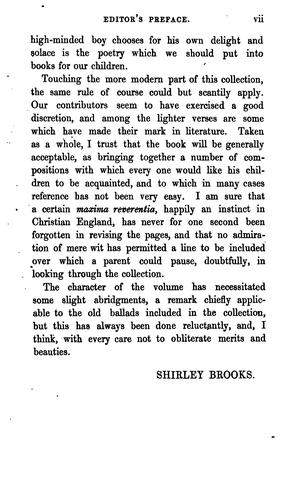 EDITOR'S PREFACE. vii
high-minded boy chooses for his own delight and
solace is the poetry which we should put into
books for our children.
Touching the more modern part of this collection,
the same rule of course could but scantily apply.
Our contributors seem to have exercised a good
discretion, and among the lighter verses are some
which have made their mark in literature. Taken
as a whole, I trust that the book will be generally
acceptable, as bringing together a number of com-
positions with which every one would like his chil-
dren to be acquainted, and to which in many cases
reference has not been very easy. I am sure that
a certain maxima reverentia, happily an instinct in
Christian England, has never for one second been
forgotten in revising the pages, and that no admira-
tion of mere wit has permitted a line to be included
over which a parent could pause, doubtfully, in
looking through the collection.
The character of the volume has necessitated
some slight abridgments, a remark chiefly applic-
able to the old ballads included in the collection,
but this has always been done reluctantly, and, I
think, with every care not to obliterate merits and
beauties.
SHIRLEY BROOKS.